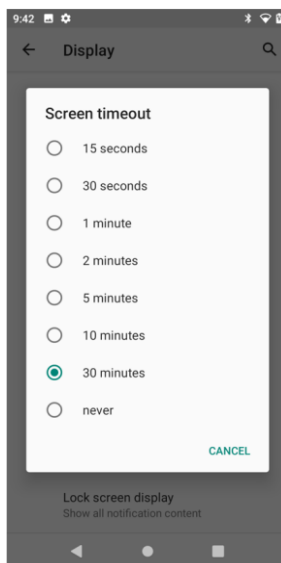 9:42
Display
Screen timeout
15 seconds
30 seconds
1 minute
2 minutes
5 minutes
10 minutes
30 minutes
never
CANCEL
Lock screen display
Show all notification content